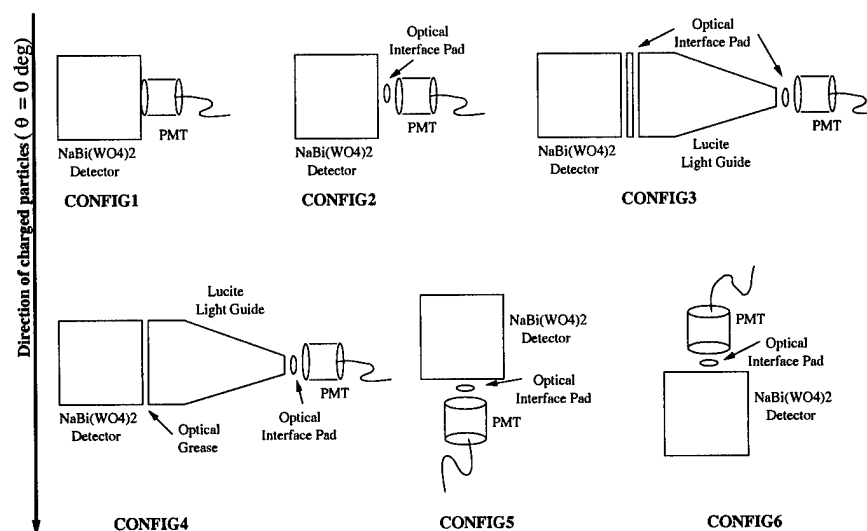 Direction of charged particles ( θ = 0 deg)
NaBi(WO4)2
Detector
PMT
CONFIG1
Optical
Interface Pad
NaBi(WO4)2
Detector
PMT
CONFIG2
Optical
Interface Pad
NaBi(WO4)2
Detector
Lucite
Light Guide
PMT
CONFIG3
Lucite
Light Guide
NaBi(WO4)2
Detector
Optical
Grease
Optical
Interface Pad
PMT
CONFIG4
NaBi(WO4)2
Detector
Optical
Interface Pad
PMT
CONFIG5
PMT
Optical
Interface Pad
NaBi(WO4)2
Detector
CONFIG6